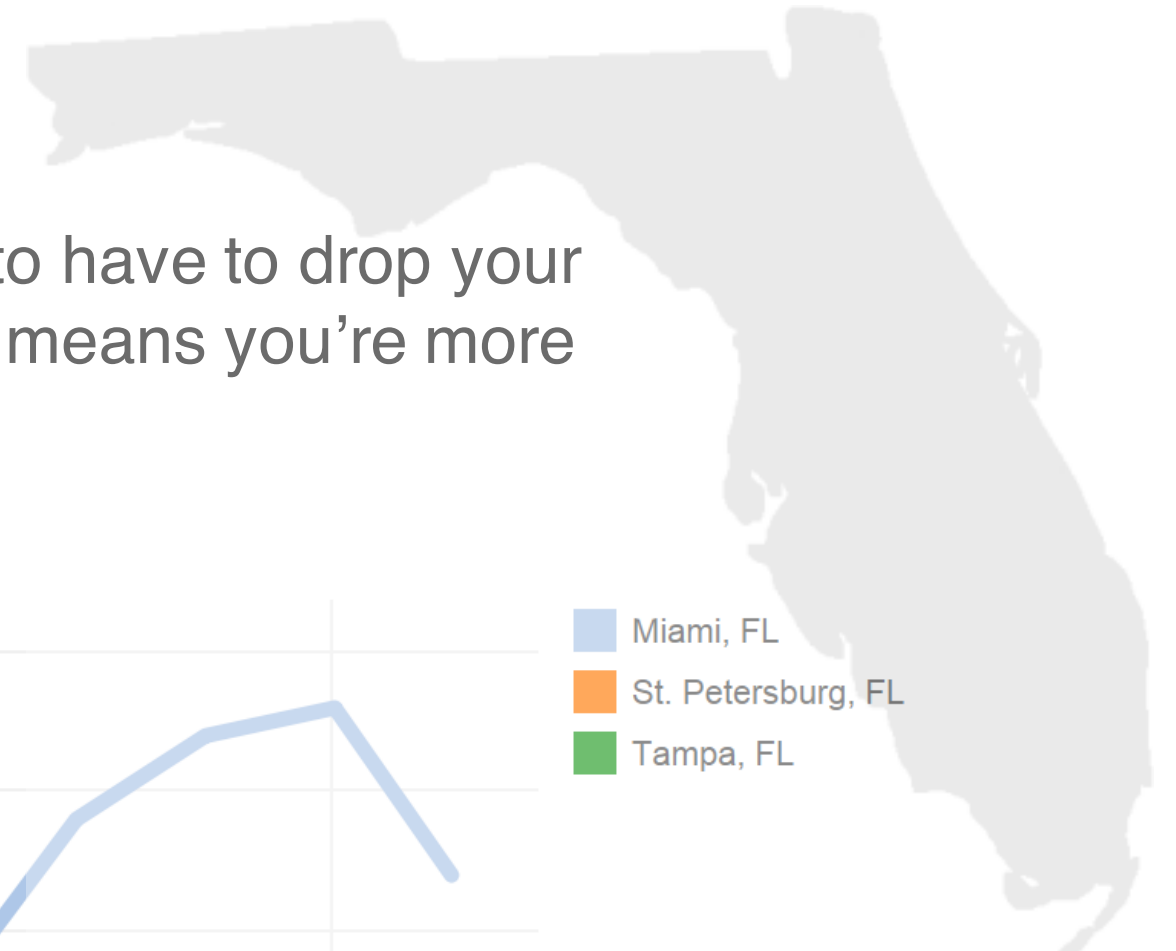 to have to drop your
means you’re more
Miami, FL
St. Petersburg, FL
Tampa, FL